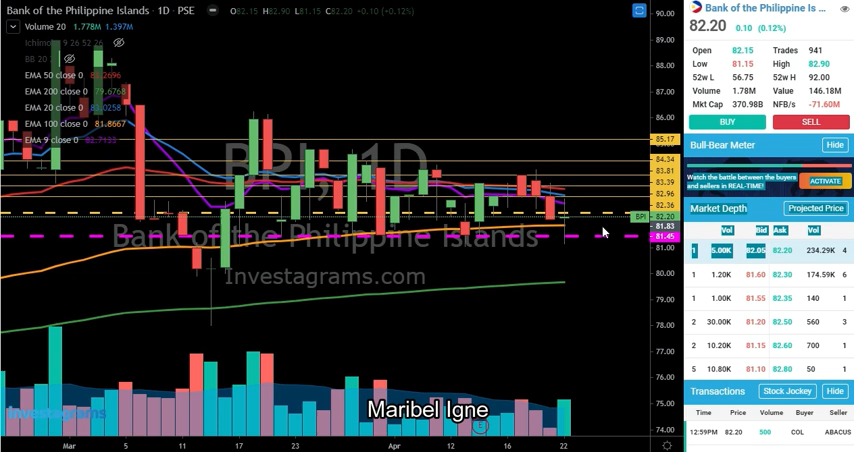 Bank of the Philippine Islands · 1D · PSE
O82.15 H82.90 L81.15 C82.20 +0.10 (+0.12%)
Volume 20 1.778M 1.397M
Ichimoku 9 26 52 26
BB 20
EMA 50 close 0
EMA 200 close 0 79.6768
EMA 20 close 0 83.0258
EMA 100 close 0 81.8667
EMA 9 close 0 82.7133
BPI, 1D
Bank of the Philippine Islands
Investagrams.com
Investagrams
Maribel Igne
E
90.00
89.00
88.00
87.00
86.00
85.17
84.34
83.81
83.39
82.96
82.36
BPI 82.20
81.83
81.45
81.00
80.00
79.00
78.00
77.00
76.00
75.00
74.00
Mar 5 11 17 23 Apr 12 16 22
Bank of the Philippine Is ...
82.20 0.10 (0.12%)
Open 82.15 Trades 941
Low 81.15 High 82.90
52w L 56.75 52w H 92.00
Volume 1.78M Value 146.18M
Mkt Cap 370.98B NFB/s -71.60M
BUY SELL
Bull-Bear Meter Hide
Watch the battle between the buyers
and sellers in REAL-TIME!
ACTIVATE
Market Depth Projected Price
Vol Bid Ask Vol
1 5.00K 82.05 82.20 234.29K 4
1 1.20K 81.60 82.30 174.59K 6
1 1.00K 81.55 82.35 140 1
2 30.00K 81.20 82.50 560 3
2 10.20K 81.15 82.60 700 1
5 10.80K 81.10 82.80 50 1
Transactions Stock Jockey Hide
Time Price Volume Buyer Seller
12:59PM 82.20 500 COL ABACUS